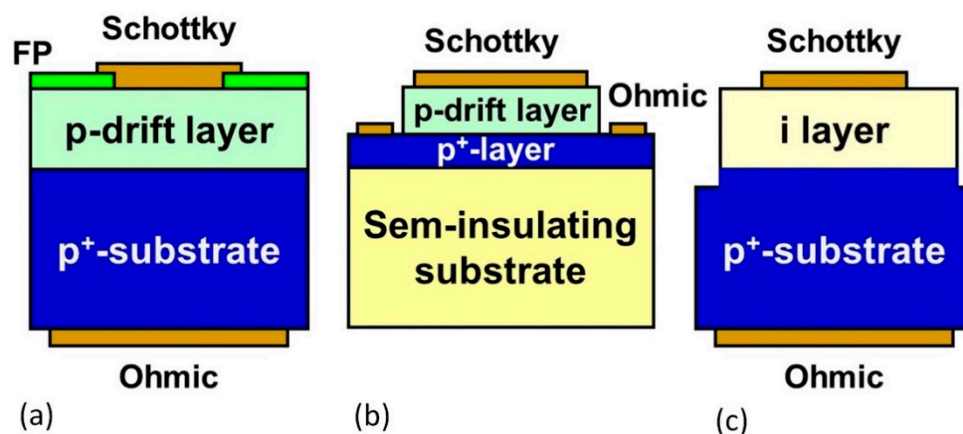 Schottky
FP
p-drift layer
p⁺-substrate
Ohmic
(a)
Schottky
Ohmic
p-drift layer
p⁺-layer
Sem-insulating
substrate
(b)
Schottky
i layer
p⁺-substrate
Ohmic
(c)